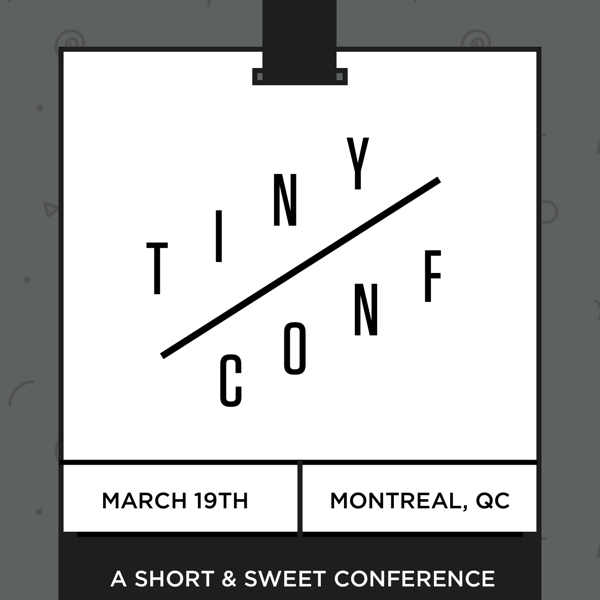 TINY
CONF
MARCH 19TH
MONTREAL, QC
A SHORT & SWEET CONFERENCE